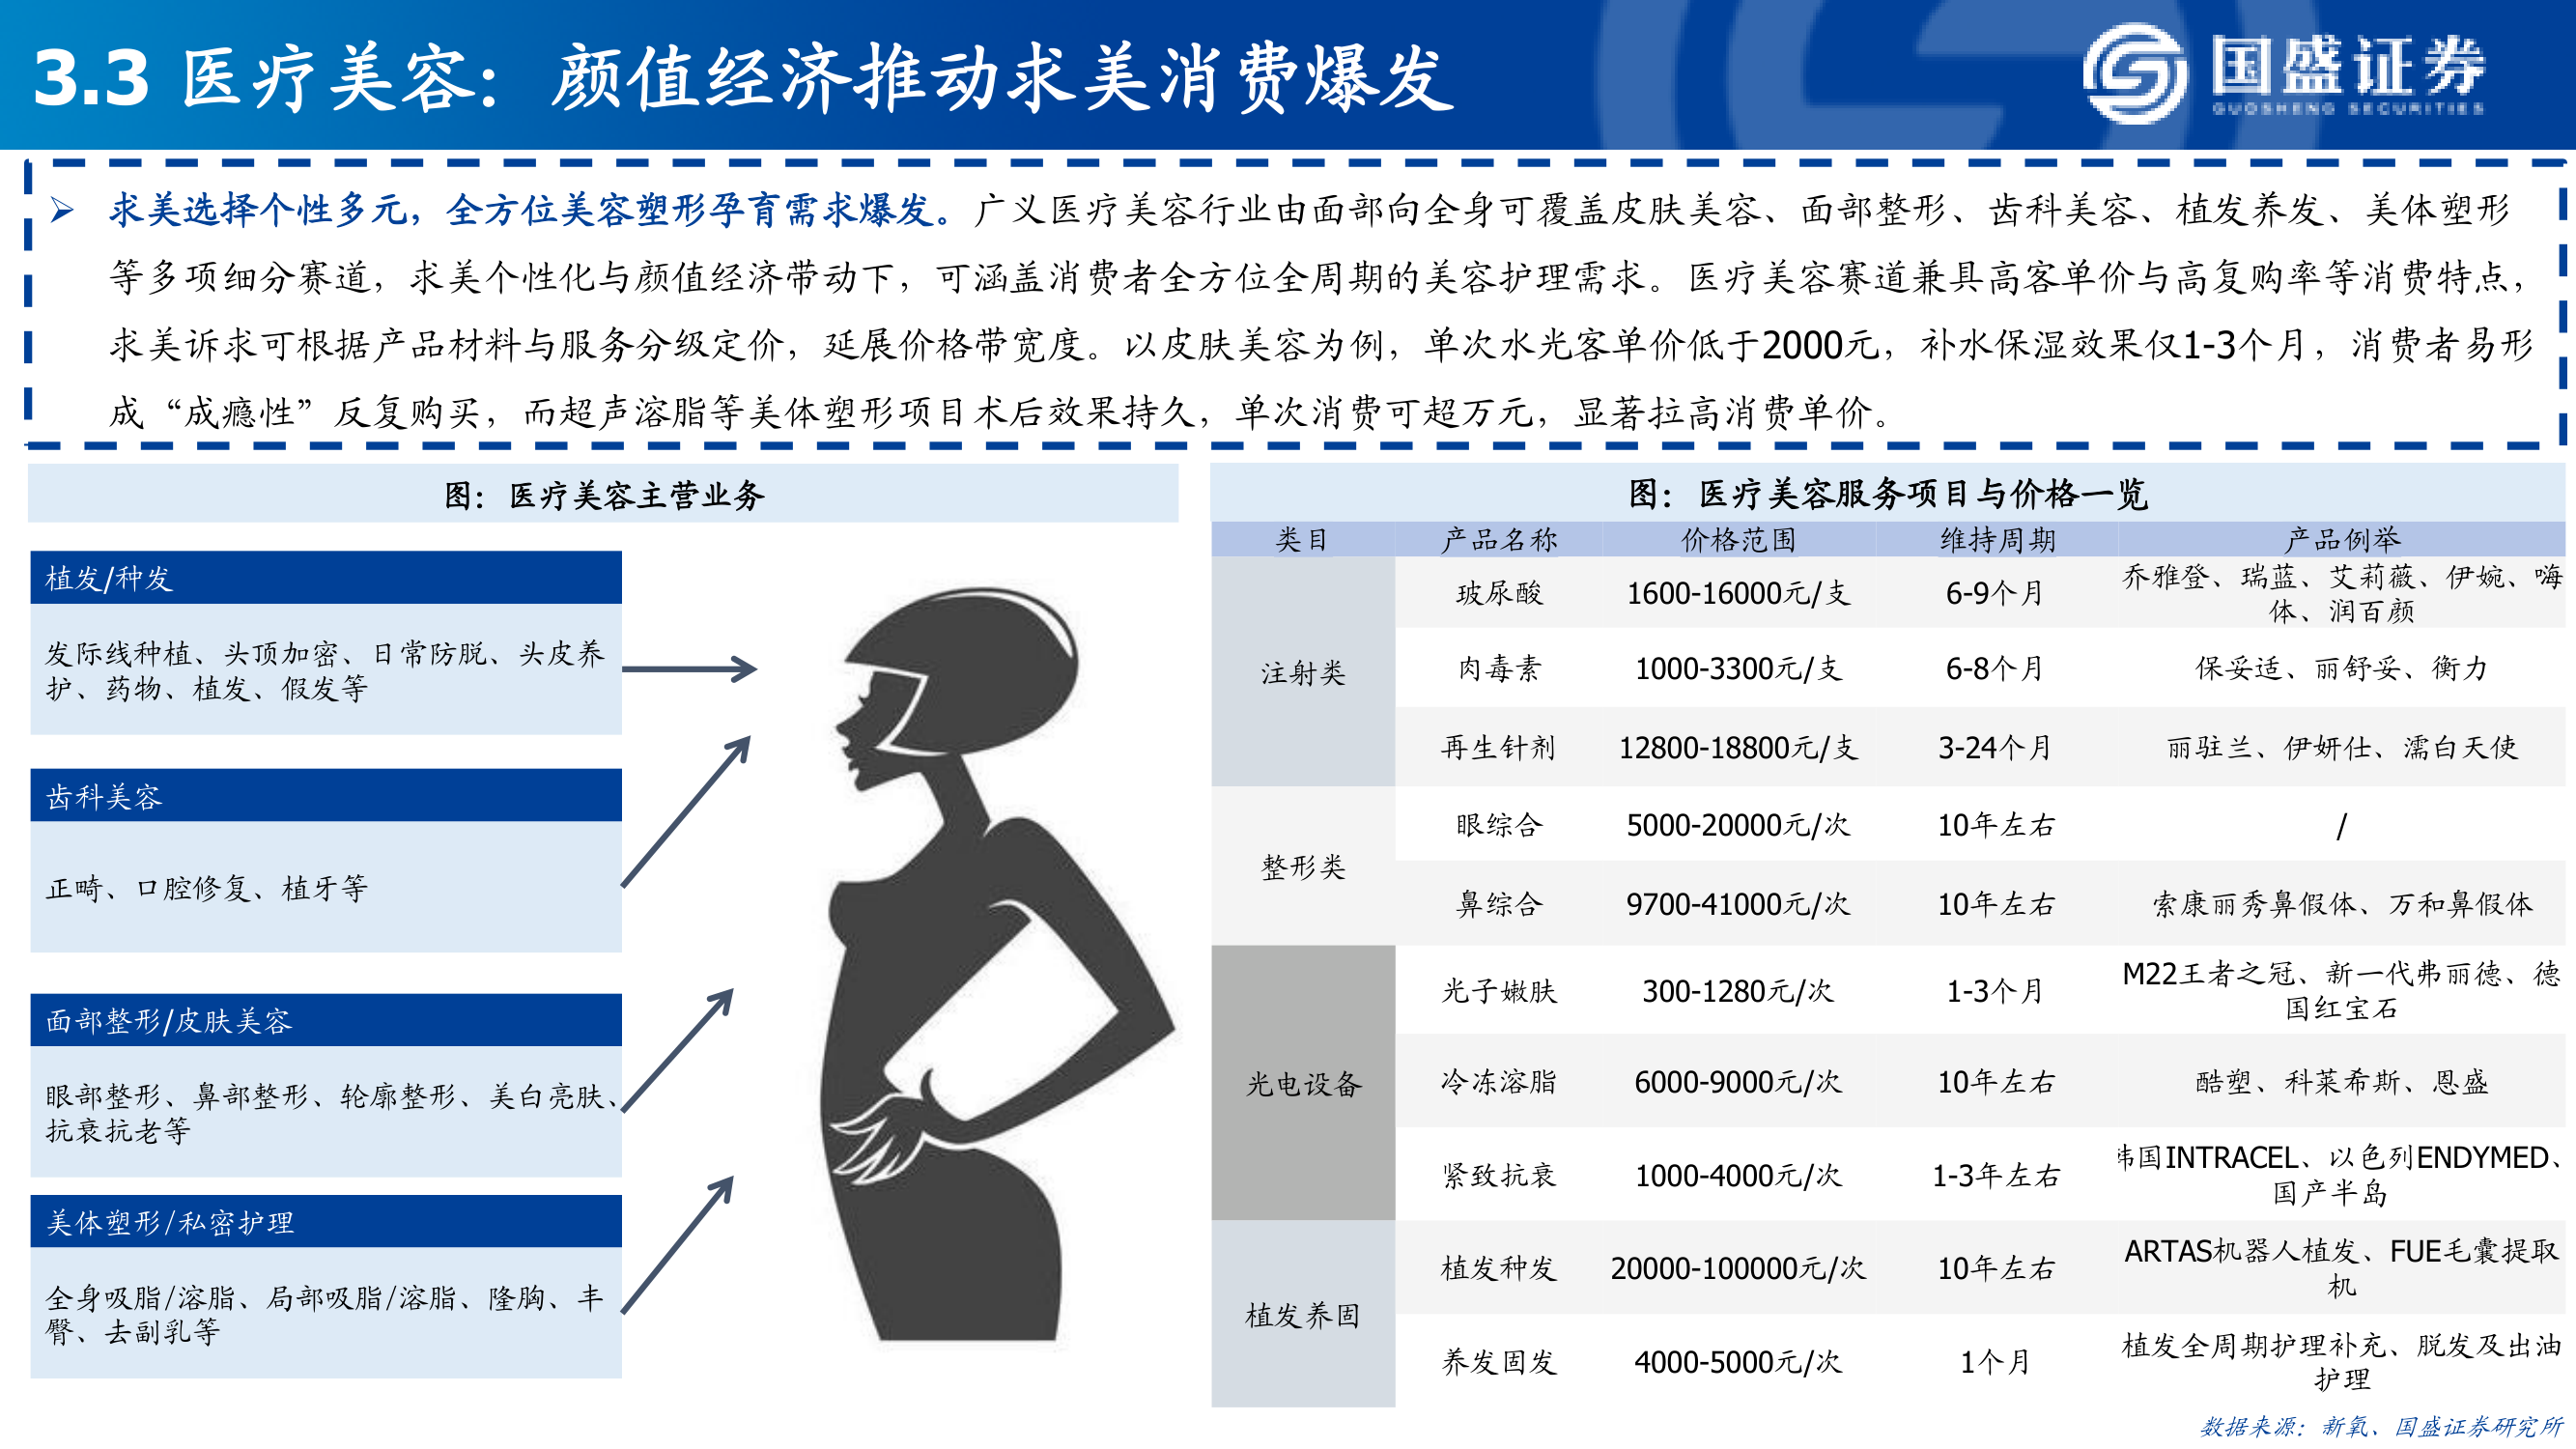 3.3 医疗美容：颜值经济推动求美消费爆发
国盛证券
GUOSHENG SECURITIES
➢ 求美选择个性多元，全方位美容塑形孕育需求爆发。广义医疗美容行业由面部向全身可覆盖皮肤美容、面部整形、齿科美容、植发养发、美体塑形
等多项细分赛道，求美个性化与颜值经济带动下，可涵盖消费者全方位全周期的美容护理需求。医疗美容赛道兼具高客单价与高复购率等消费特点，
求美诉求可根据产品材料与服务分级定价，延展价格带宽度。以皮肤美容为例，单次水光客单价低于2000元，补水保湿效果仅1-3个月，消费者易形
成“成瘾性”反复购买，而超声溶脂等美体塑形项目术后效果持久，单次消费可超万元，显著拉高消费单价。
图：医疗美容主营业务
植发/种发
发际线种植、头顶加密、日常防脱、头皮养
护、药物、植发、假发等
齿科美容
正畸、口腔修复、植牙等
面部整形/皮肤美容
眼部整形、鼻部整形、轮廓整形、美白亮肤、
抗衰抗老等
美体塑形/私密护理
全身吸脂/溶脂、局部吸脂/溶脂、隆胸、丰
臀、去副乳等
图：医疗美容服务项目与价格一览
类目 产品名称 价格范围 维持周期 产品例举
注射类
玻尿酸 1600-16000元/支 6-9个月 乔雅登、瑞蓝、艾莉薇、伊婉、嗨
体、润百颜
肉毒素 1000-3300元/支 6-8个月 保妥适、丽舒妥、衡力
再生针剂 12800-18800元/支 3-24个月 丽驻兰、伊妍仕、濡白天使
整形类
眼综合 5000-20000元/次 10年左右 /
鼻综合 9700-41000元/次 10年左右 索康丽秀鼻假体、万和鼻假体
光电设备
光子嫩肤 300-1280元/次 1-3个月 M22王者之冠、新一代弗丽德、德
国红宝石
冷冻溶脂 6000-9000元/次 10年左右 酷塑、科莱希斯、恩盛
紧致抗衰 1000-4000元/次 1-3年左右 韩国INTRACEL、以色列ENDYMED、
国产半岛
植发养固
植发种发 20000-100000元/次 10年左右 ARTAS机器人植发、FUE毛囊提取
机
养发固发 4000-5000元/次 1个月 植发全周期护理补充、脱发及出油
护理
数据来源：新氧、国盛证券研究所